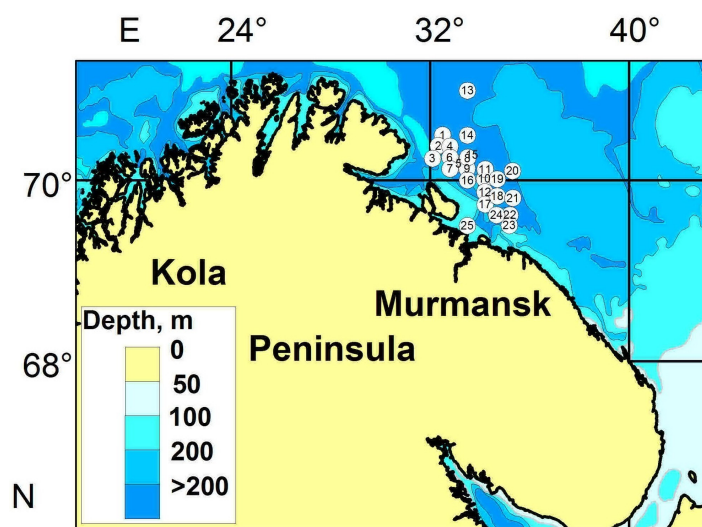 E 24° 32° 40°
13
1 14
2 4
3 6 8 15
7 5 9 11 20
70° 16 10 19
12 18 21
17
24 22
25 23
Kola
Murmansk
Depth, m
0
Peninsula
50
68°
100
200
>200
N